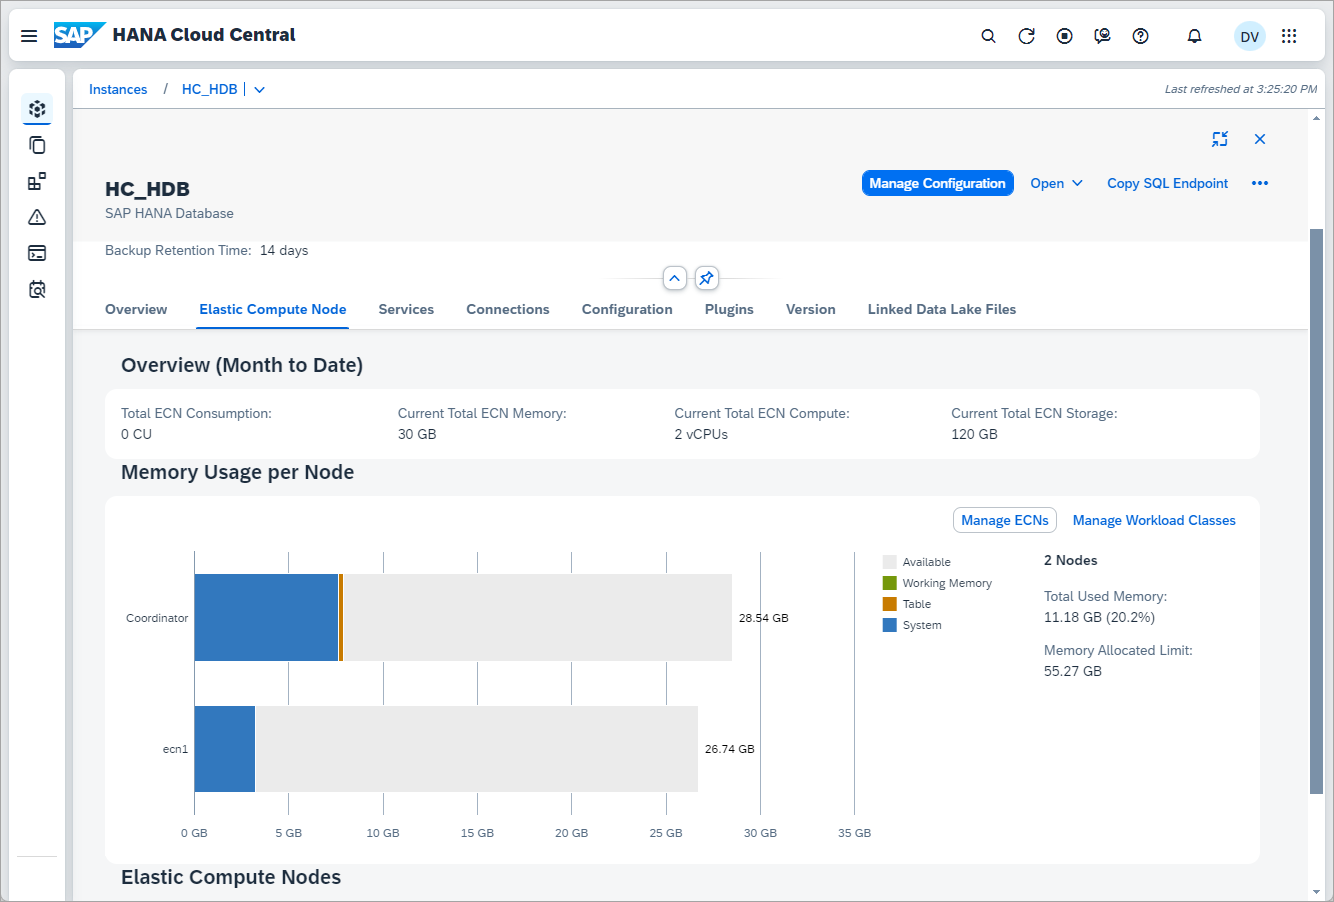 SAP HANA Cloud Central
DV
Instances / HC_HDB
Last refreshed at 3:25:20 PM
HC_HDB
Manage Configuration
Open
Copy SQL Endpoint
SAP HANA Database
Backup Retention Time: 14 days
Overview
Elastic Compute Node
Services
Connections
Configuration
Plugins
Version
Linked Data Lake Files
Overview (Month to Date)
Total ECN Consumption:
0 CU
Current Total ECN Memory:
30 GB
Current Total ECN Compute:
2 vCPUs
Current Total ECN Storage:
120 GB
Memory Usage per Node
Manage ECNs
Manage Workload Classes
Coordinator
28.54 GB
ecn1
26.74 GB
0 GB
5 GB
10 GB
15 GB
20 GB
25 GB
30 GB
35 GB
Available
Working Memory
Table
System
2 Nodes
Total Used Memory:
11.18 GB (20.2%)
Memory Allocated Limit:
55.27 GB
Elastic Compute Nodes